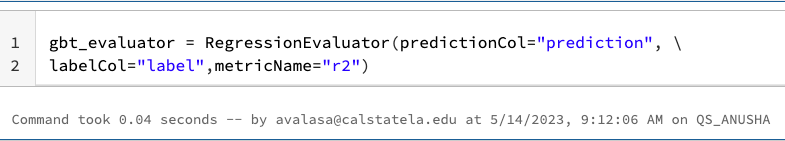 1 gbt_evaluator = RegressionEvaluator(predictionCol="prediction", \
2 labelCol="label",metricName="r2")
Command took 0.04 seconds -- by avalasa@calstatela.edu at 5/14/2023, 9:12:06 AM on QS_ANUSHA